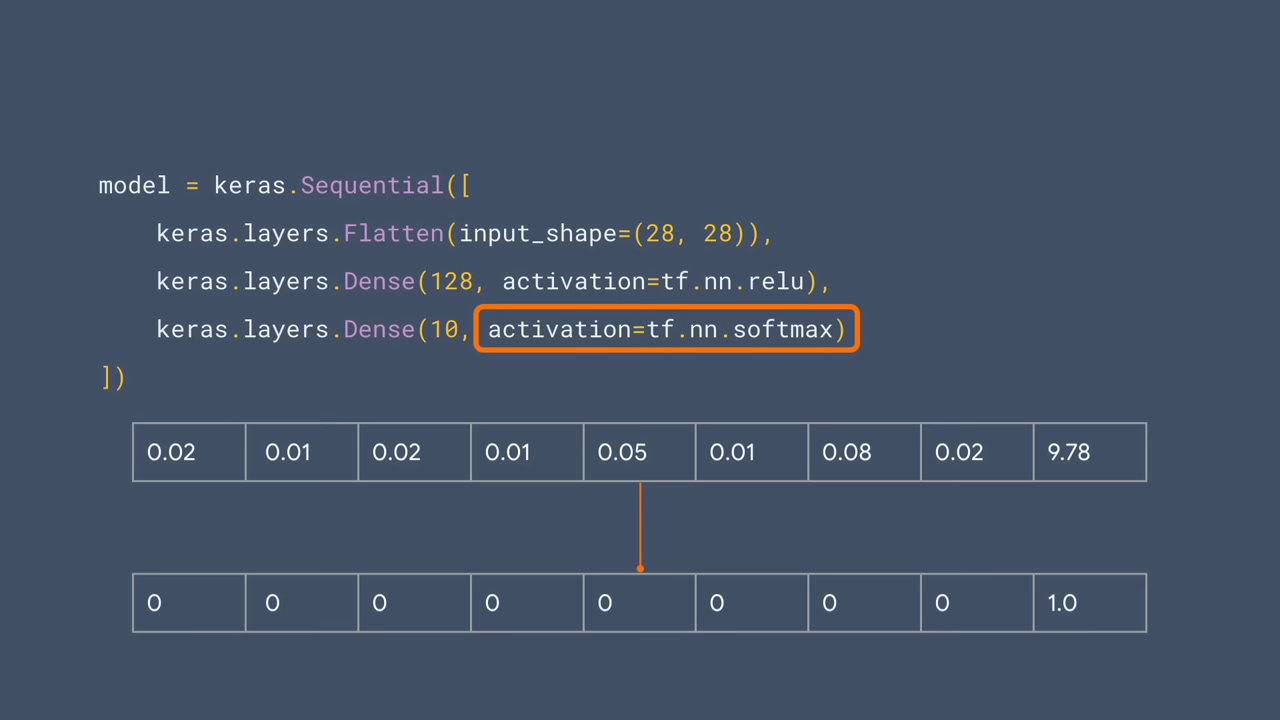 model = keras.Sequential([
    keras.layers.Flatten(input_shape=(28, 28)),
    keras.layers.Dense(128, activation=tf.nn.relu),
    keras.layers.Dense(10, activation=tf.nn.softmax)
])
0.02 0.01 0.02 0.01 0.05 0.01 0.08 0.02 9.78
0 0 0 0 0 0 0 0 1.0